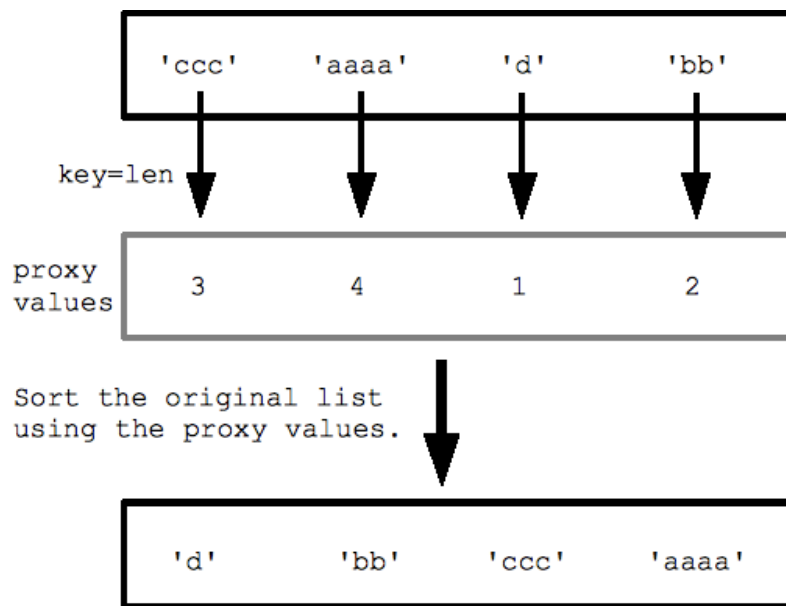 'ccc' 'aaaa' 'd' 'bb'
key=len
proxy
values
3 4 1 2
Sort the original list
using the proxy values.
'd' 'bb' 'ccc' 'aaaa'